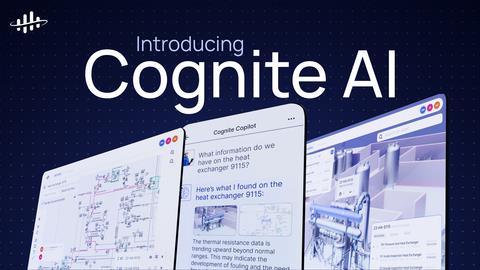 Introducing
Cognite AI
Cognite Copilot
What information do we
have on the heat
exchanger 9115?
Here's what I found on the
heat exchanger 9115:
The thermal resistance data is
trending upward beyond normal
ranges. This may indicate the
development of fouling and the need